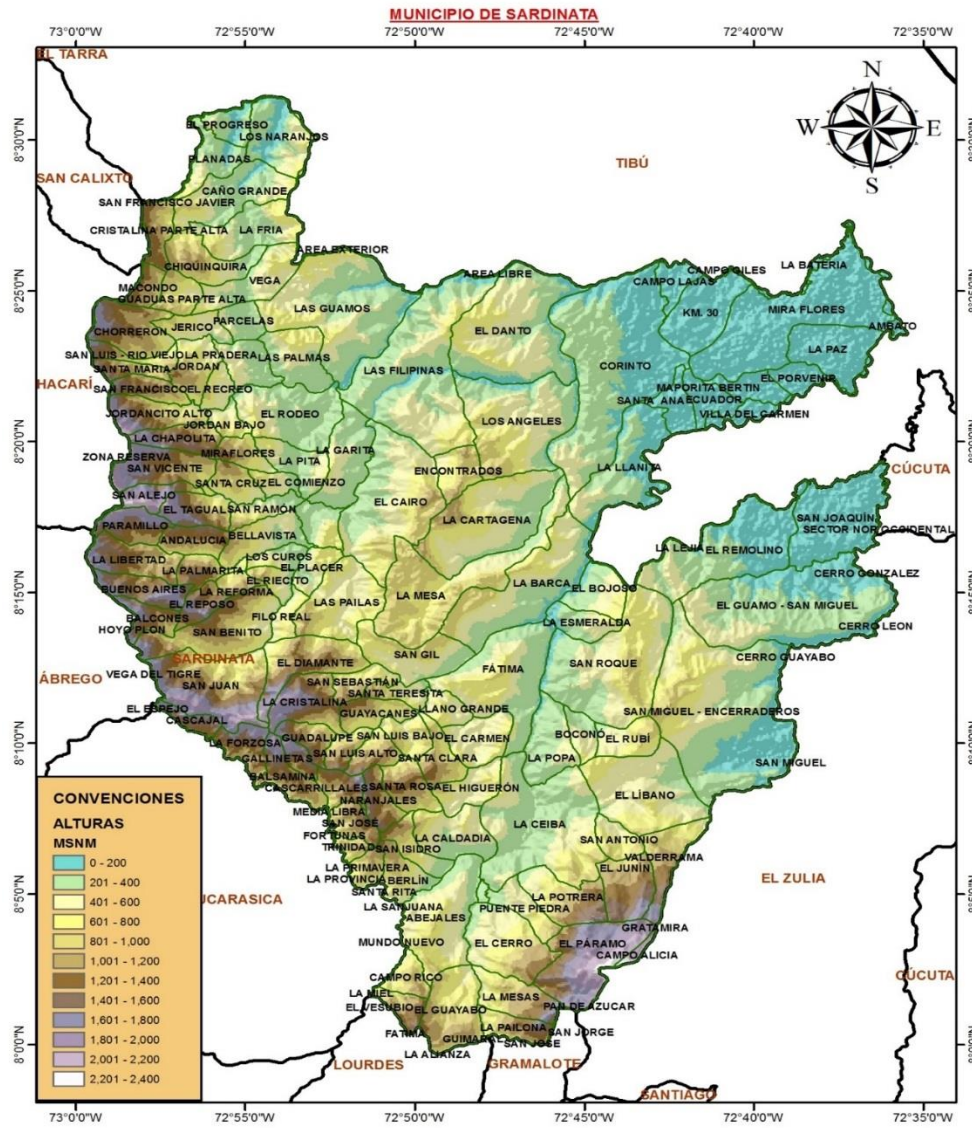 MUNICIPIO DE SARDINATA
73°0'0"W 72°55'0"W 72°50'0"W 72°45'0"W 72°40'0"W 72°35'0"W
EL TARRA
EL PROGRESO
LOS NARANJOS
8°30'0"N
PLANADAS
TIBÚ
N
W E
S
SAN CALIXTO
CAÑO GRANDE
SAN FRANCISCO JAVIER
CRISTALINA PARTE ALTA LA FRIA
AREA EXTERIOR
CHIQUINQUIRA
AREA LIBRE
CAMPO GILES
LA BATERIA
MACONDO
VEGA
CAMPO LAJAS
8°25'0"N
GUADUAS PARTE ALTA
LAS GUAMOS
KM. 30
MIRA FLORES
CHORRERON
JERICO
PARCELAS
EL DANTO
AMBATO
SAN LUIS - RIO VIEJO
LA PRADERA
LAS PALMAS
LA PAZ
SANTA MARIA
JORDAN
LAS FILIPINAS
CORINTO
HACARÍ
SAN FRANCISCO
EL RECREO
EL PORVENIR
MAPORITA BERTIN
SANTA ANA
ECUADOR
JORDANCITO ALTO
EL RODEO
VILLA DEL CARMEN
JORDAN BAJO
LOS ANGELES
8°20'0"N
LA CHAPOLITA
ZONA RESERVA
MIRAFLORES
LA GARITA
CÚCUTA
SAN VICENTE
LA PITA
ENCONTRADOS
LA LLANITA
SANTA CRUZ
EL COMIENZO
SAN ALEJO
EL CAIRO
EL TAGUAL
SAN RAMÓN
LA CARTAGENA
SAN JOAQUÍN
PARAMILLO
SECTOR NOR OCCIDENTAL
ANDALUCIA
BELLAVISTA
LA LEJIA
EL REMOLINO
LA LIBERTAD
LOS CUROS
EL PLACER
LA PALMARITA
CERRO GONZALEZ
8°15'0"N
BUENOS AIRES
EL RIECITO
LA BARCA
EL BOJOSO
LA REFORMA
LA MESA
EL REPOSO
LAS PAILAS
EL GUAMO - SAN MIGUEL
BALCONES
FILO REAL
LA ESMERALDA
CERRO LEON
HOYO PLON
SAN BENITO
SARDINATA
EL DIAMANTE
SAN GIL
FÁTIMA
SAN ROQUE
CERRO GUAYABO
ÁBREGO
VEGA DEL TIGRE
SAN SEBASTIÁN
SAN JUAN
SANTA TERESITA
EL ESPEJO
LA CRISTALINA
LLANO GRANDE
CASCAJAL
GUAYACANES
SAN MIGUEL - ENCERRADEROS
LA FORZOSA
GUADALUPE
SAN LUIS BAJO
EL CARMEN
BOCONÓ
EL RUBÍ
8°10'0"N
GALLINETAS
SAN LUIS ALTO
SANTA CLARA
LA POPA
SAN MIGUEL
BALSAMINA
CASCARRILLALES
SANTA ROSA
EL HIGUERÓN
EL LÍBANO
NARANJALES
MEDIA LIBRA
SAN JOSÉ
LA CEIBA
FORTUNAS
LA CALDADIA
SAN ANTONIO
TRINIDAD
SAN ISIDRO
VALDERRAMA
LA PRIMAVERA
EL JUNÍN
LA PROVINCIA
BERLÍN
EL ZULIA
8°5'0"N
SANTA RITA
LA POTRERA
UCARASICA
LA SANJUANA
PUENTE PIEDRA
ABEJALES
GRATAMIRA
MUNDO NUEVO
EL CERRO
EL PÁRAMO
CAMPO ALICIA
CAMPO RICO
CÚCUTA
LA MIEL
LA MESAS
EL VESUBIO
EL GUAYABO
PAN DE AZUCAR
LA PAILONA
SAN JORGE
FATIMA
GUIMARAL
SAN JOSE
8°0'0"N
LA ALIANZA
LOURDES
GRAMALOTE
SANTIAGO
CONVENCIONES
ALTURAS
MSNM
0 - 200
201 - 400
401 - 600
601 - 800
801 - 1,000
1,001 - 1,200
1,201 - 1,400
1,401 - 1,600
1,601 - 1,800
1,801 - 2,000
2,001 - 2,200
2,201 - 2,400
73°0'0"W 72°55'0"W 72°50'0"W 72°45'0"W 72°40'0"W 72°35'0"W